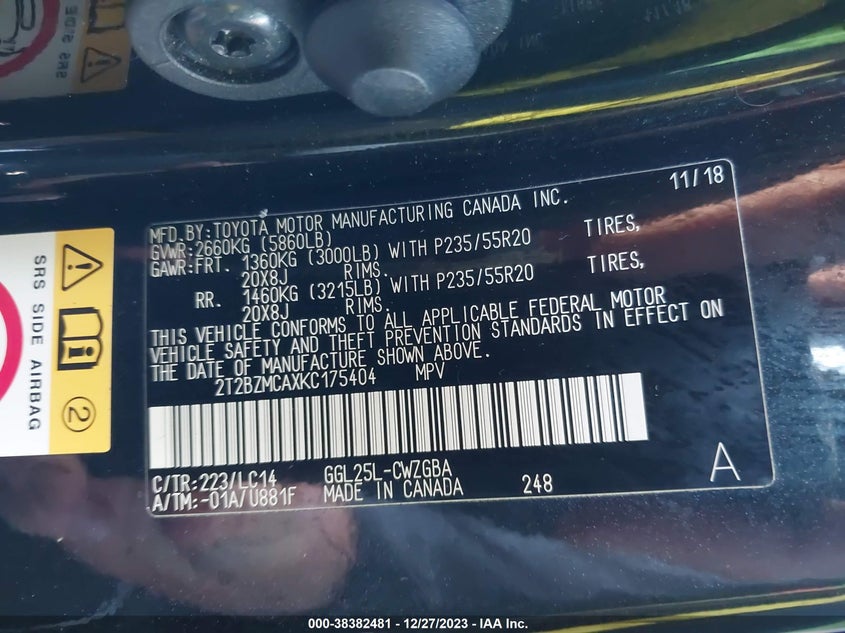 11/18
MFD.BY:TOYOTA MOTOR MANUFACTURING CANADA INC.
GVWR:2660KG (5860LB)
GAWR:FRT. 1360KG (3000LB) WITH P235/55R20 TIRES,
20X8J RIMS.
RR. 1460KG (3215LB) WITH P235/55R20 TIRES,
20X8J RIMS.
THIS VEHICLE CONFORMS TO ALL APPLICABLE FEDERAL MOTOR
VEHICLE SAFETY AND THEFT PREVENTION STANDARDS IN EFFECT ON
THE DATE OF MANUFACTURE SHOWN ABOVE.
2T2BZMCAXKC175404 MPV
C/TR:223/LC14 GGL25L-CWZGBA
A/TM:-01A/U881F MADE IN CANADA 248
A
SRS SIDE AIRBAG
2
000-38382481 - 12/27/2023 - IAA Inc.